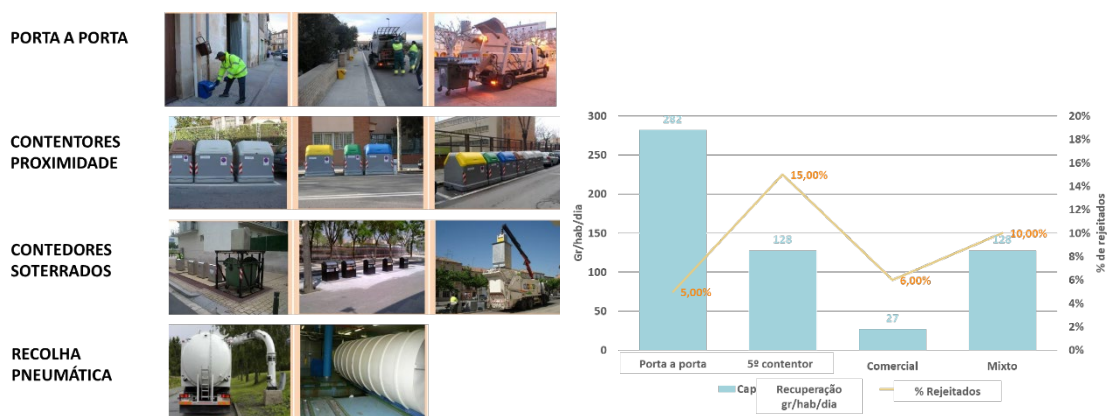 PORTA A PORTA
CONTENTORES
PROXIMIDADE
CONTEDORES
SOTERRADOS
RECOLHA
PNEUMÁTICA
300
250
200
150
100
50
0
Gr/hab/dia
282
128
27
128
5,00%
15,00%
6,00%
10,00%
20%
18%
16%
14%
12%
10%
8%
6%
4%
2%
0%
% de rejeitados
Porta a porta
5º contentor
Comercial
Mixto
Cap
Recuperação
gr/hab/dia
% Rejeitados